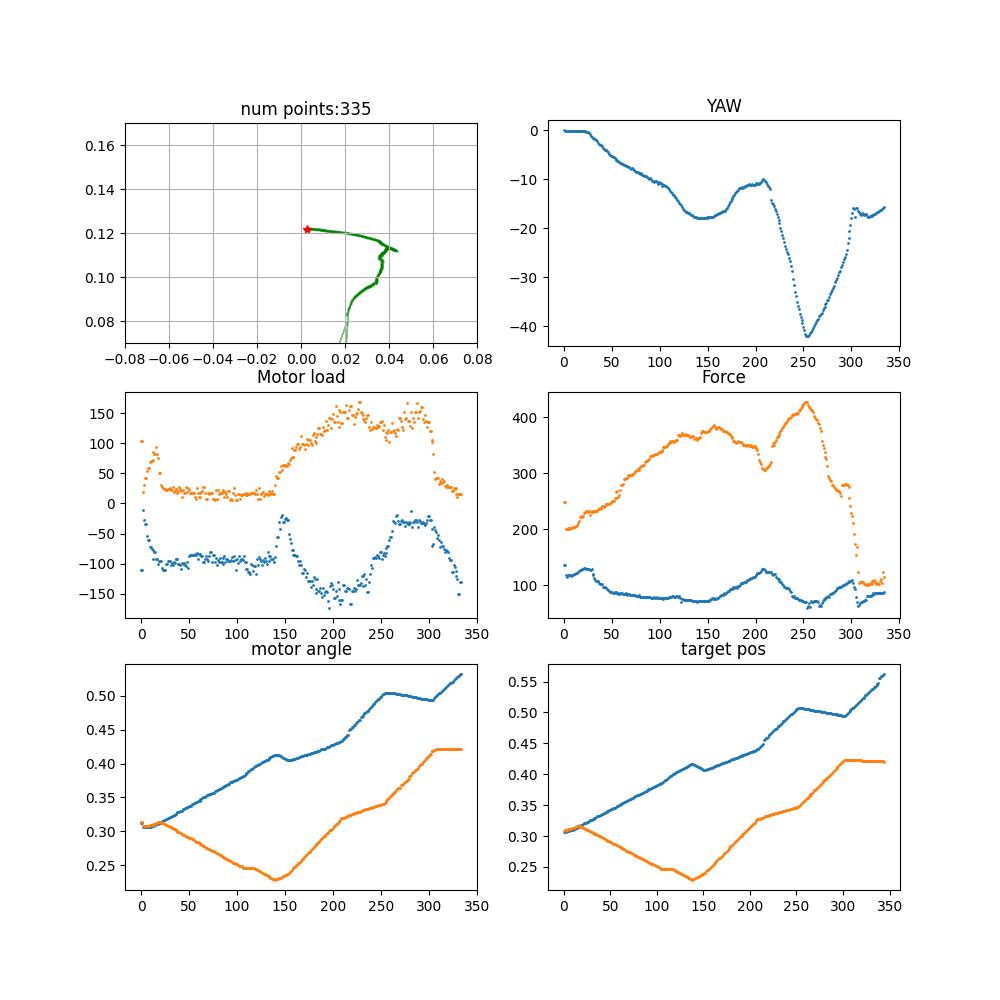 num points:335
YAW
0.16
0.14
0.12
0.10
0.08
−0.08 −0.06 −0.04 −0.02 0.00 0.02 0.04 0.06 0.08
0
−10
−20
−30
−40
0 50 100 150 200 250 300 350
Motor load
Force
150
100
50
0
−50
−100
−150
0 50 100 150 200 250 300 350
400
300
200
100
0 50 100 150 200 250 300 350
motor angle
target pos
0.50
0.45
0.40
0.35
0.30
0.25
0 50 100 150 200 250 300 350
0.55
0.50
0.45
0.40
0.35
0.30
0.25
0 50 100 150 200 250 300 350